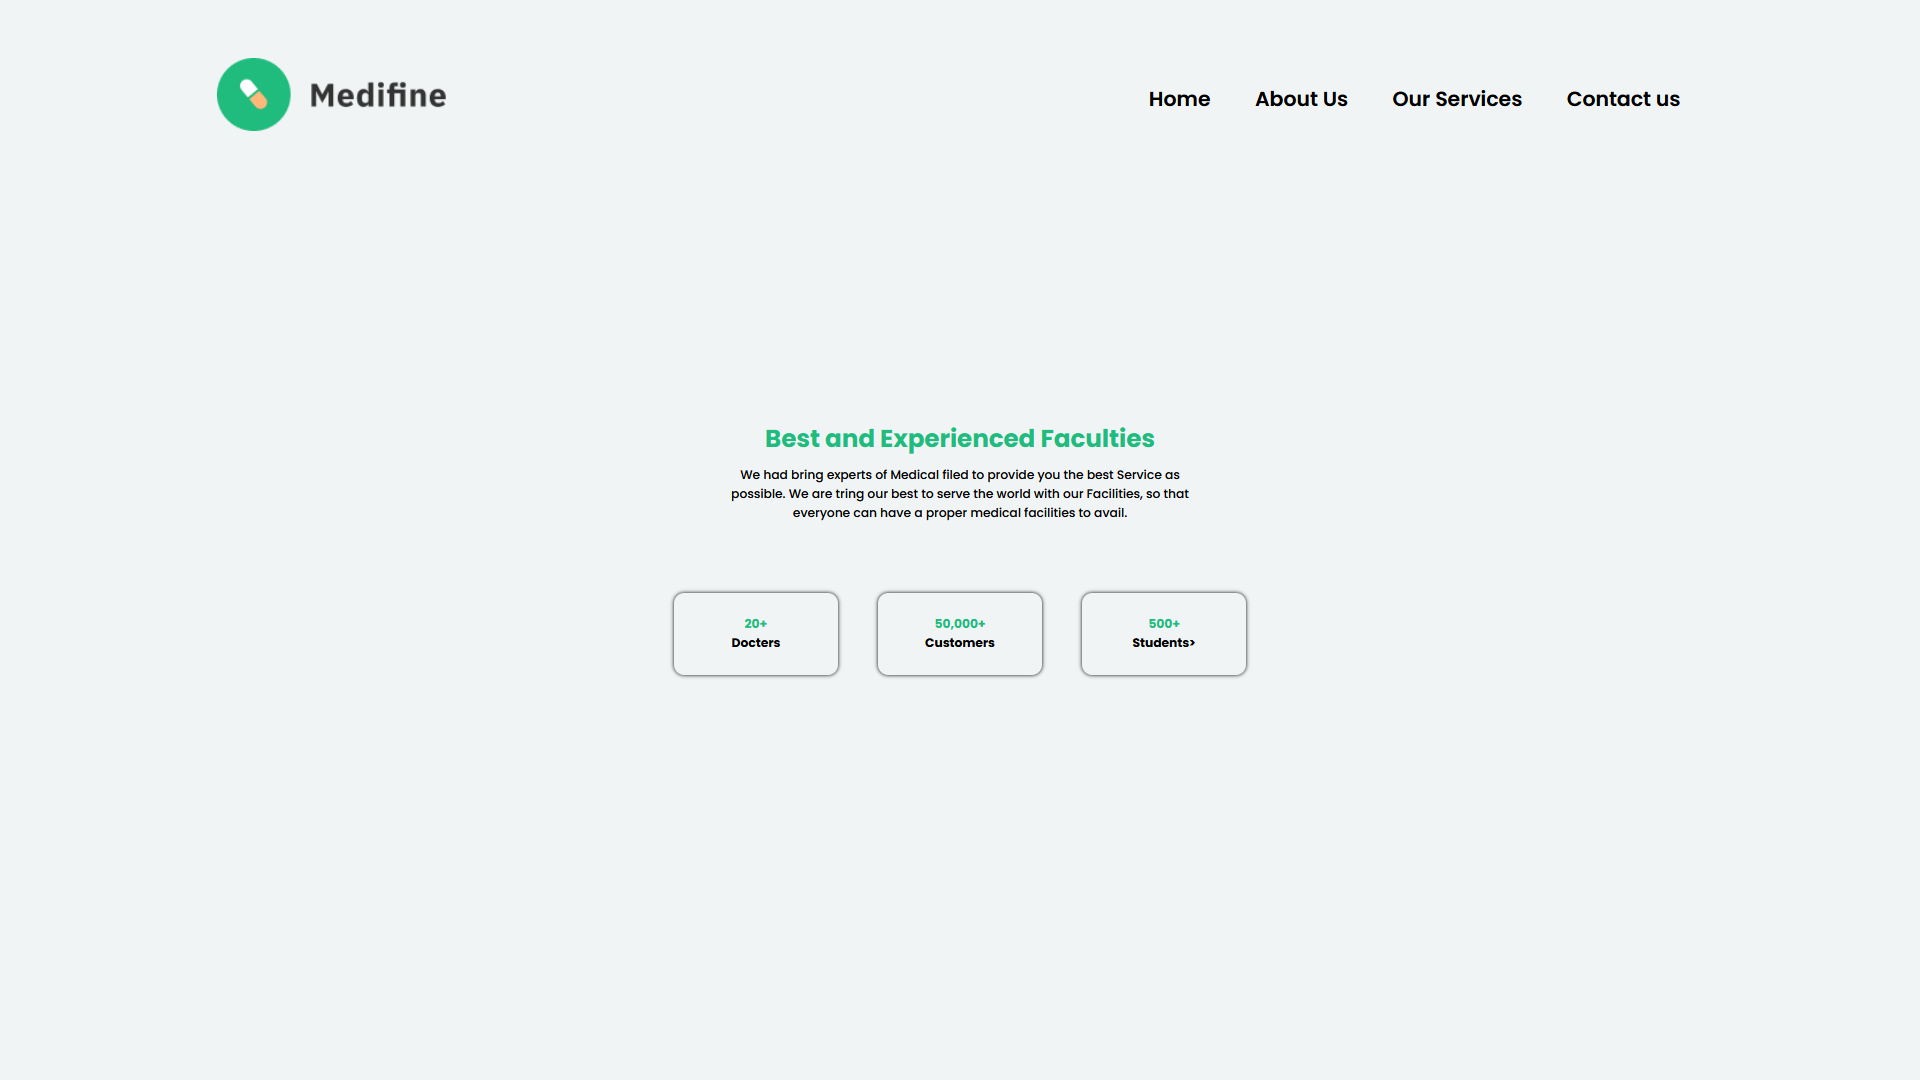 Medifine
Home
About Us
Our Services
Contact us
Best and Experienced Faculties
We had bring experts of Medical filed to provide you the best Service as
possible. We are tring our best to serve the world with our Facilities, so that
everyone can have a proper medical facilities to avail.
20+
Docters
50,000+
Customers
500+
Students>